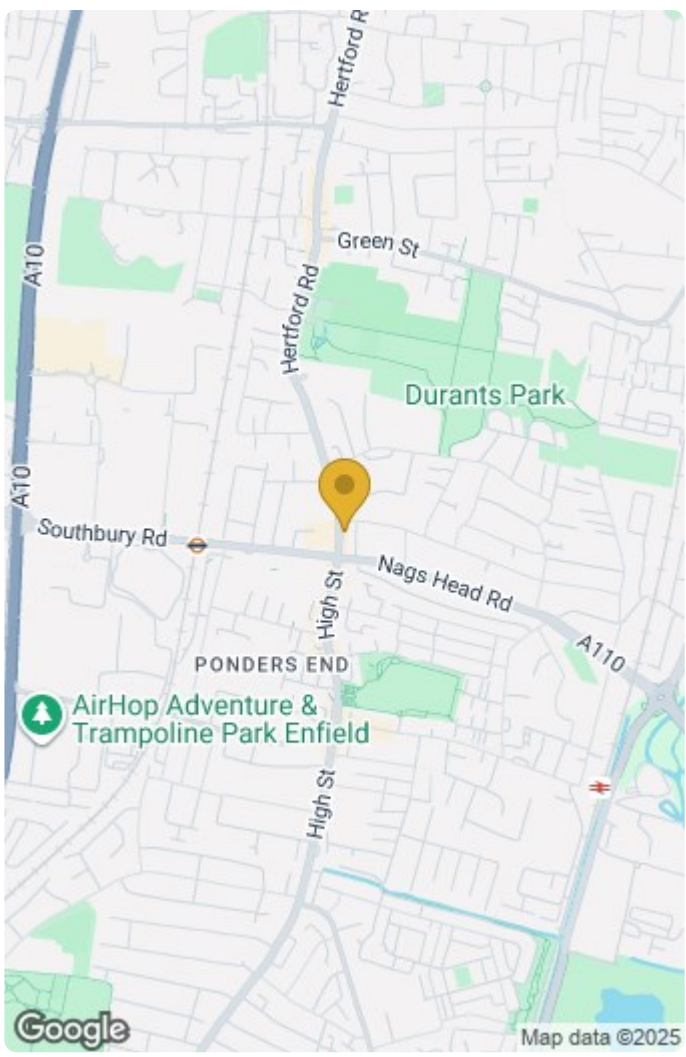 Hertford R
A10
Green St
Hertford Rd
Durants Park
A10
Southbury Rd
Nags Head Rd
High St
A110
PONDERS END
AirHop Adventure &
Trampoline Park Enfield
High St
Google
Map data ©2025